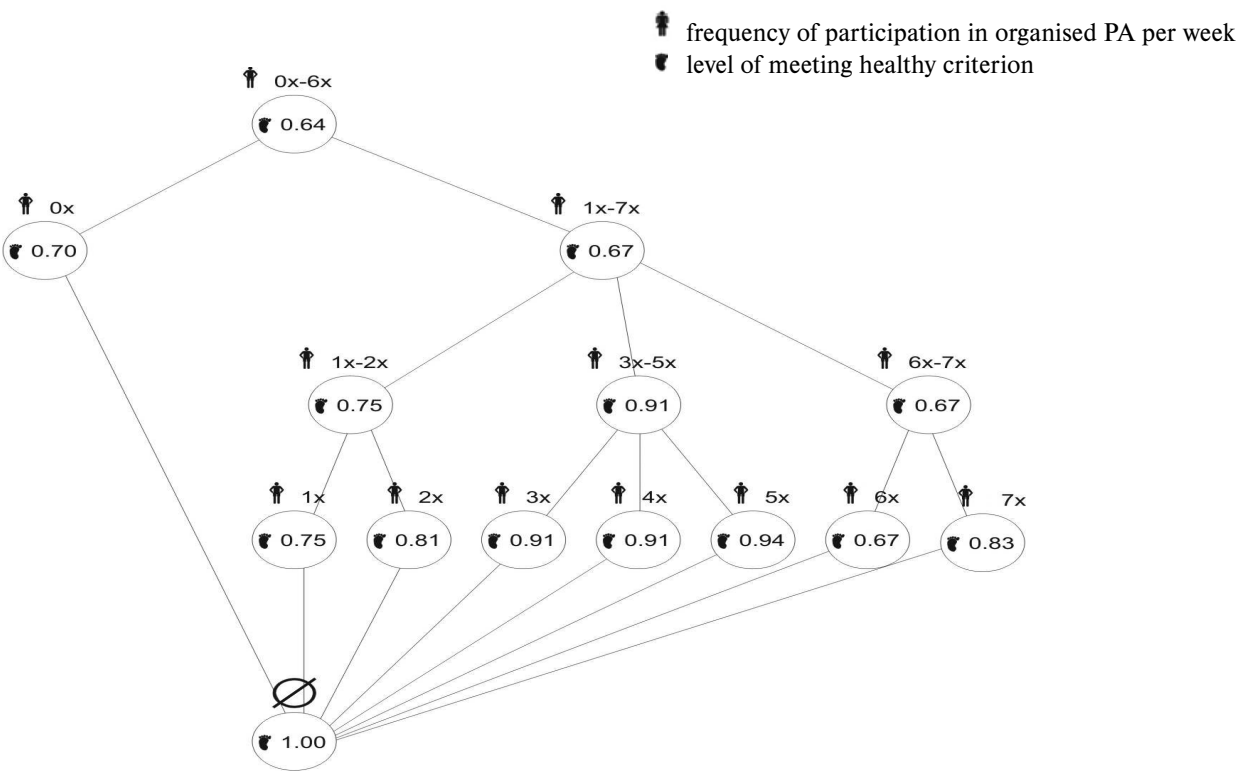 frequency of participation in organised PA per week
level of meeting healthy criterion
0x-6x
0.64
0x
0.70
1x-7x
0.67
1x-2x
0.75
3x-5x
0.91
6x-7x
0.67
1x
0.75
2x
0.81
3x
0.91
4x
0.91
5x
0.94
6x
0.67
7x
0.83
∅
1.00